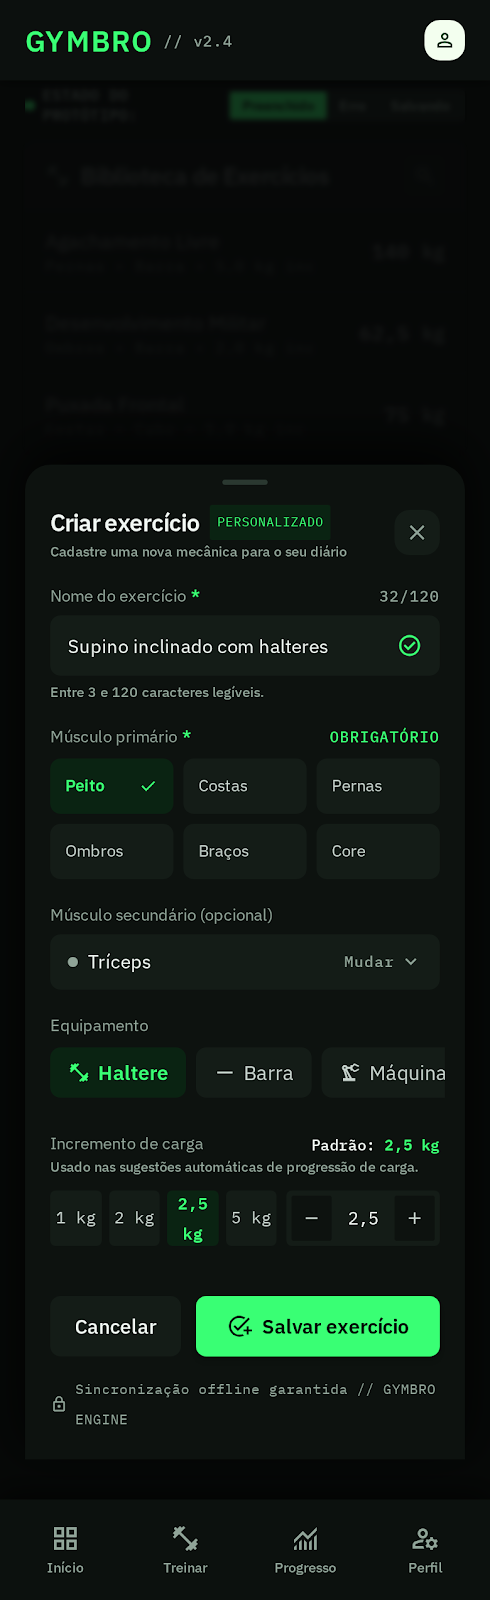 GYMBRO // v2.4
Biblioteca de Exercícios
Criar exercício PERSONALIZADO
Cadastre uma nova mecânica para o seu diário
Nome do exercício * 32/120
Supino inclinado com halteres
Entre 3 e 120 caracteres legíveis.
Músculo primário * OBRIGATÓRIO
Peito Costas Pernas
Ombros Braços Core
Músculo secundário (opcional)
Tríceps Mudar
Equipamento
Haltere Barra Máquina
Incremento de carga Padrão: 2,5 kg
Usado nas sugestões automáticas de progressão de carga.
1 kg 2 kg 2,5 kg 5 kg − 2,5 +
Cancelar Salvar exercício
Sincronização offline garantida // GYMBRO
ENGINE
Início Treinar Progresso Perfil